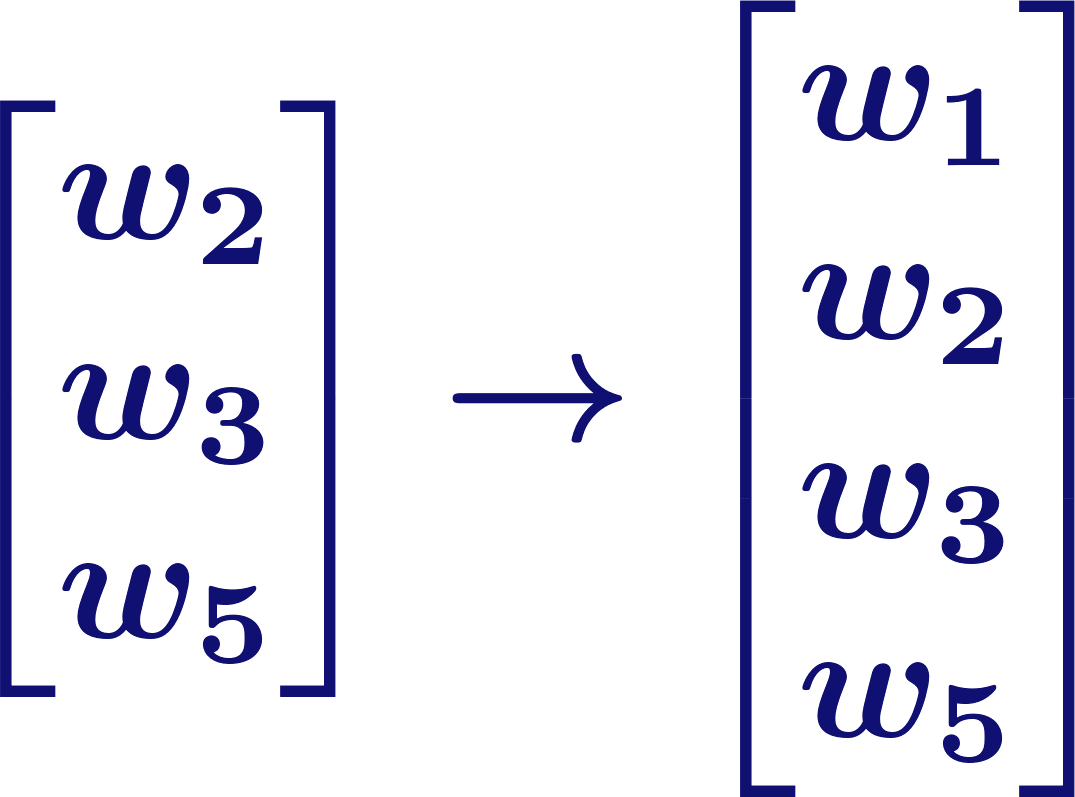 [w₂ w₃ w₅] → [w₁ w₂ w₃ w₅]